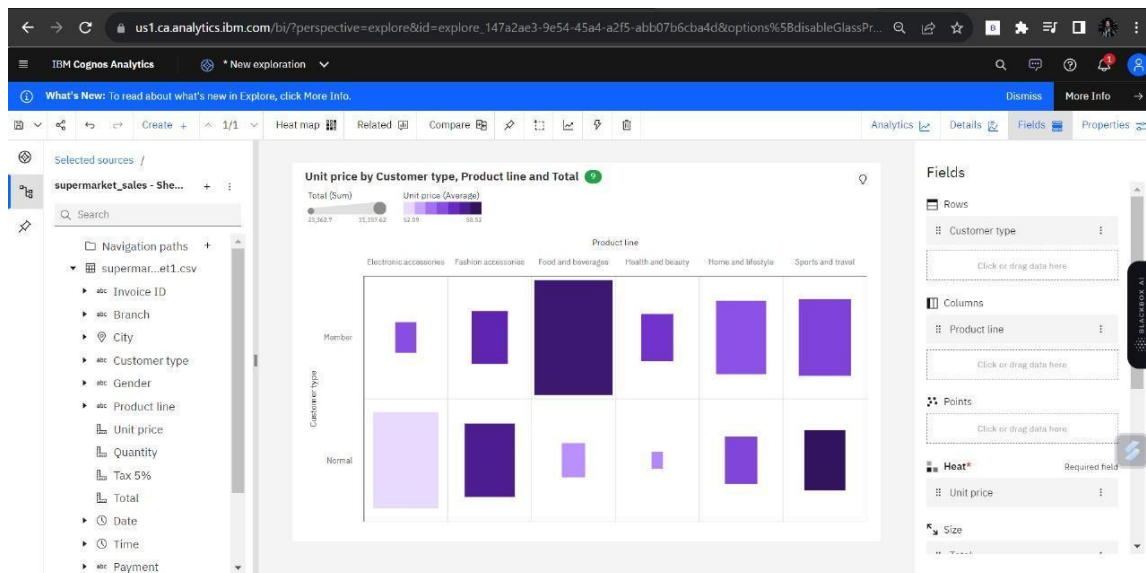 us1.ca.analytics.ibm.com/bi/?perspective=explore&id=explore_147a2ae3-9e54-45a4-a2f5-abb07b6cba4d&options%5BdisableGlassPr...
IBM Cognos Analytics
* New exploration
1
What's New: To read about what's new in Explore, click More Info.
Dismiss
More Info
Create +
1/1
Heat map
Related
Compare
Analytics
Details
Fields
Properties
Selected sources /
supermarket_sales - She...
Search
Navigation paths
supermar...et1.csv
abc Invoice ID
abc Branch
City
abc Customer type
abc Gender
abc Product line
Unit price
Quantity
Tax 5%
Total
Date
Time
abc Payment
Unit price by Customer type, Product line and Total 9
Total (Sum)
Unit price (Average)
Product line
Electronic accessories Fashion accessories Food and beverages Health and beauty Home and lifestyle Sports and travel
Customer type
Member
Normal
Fields
Rows
Customer type
Click or drag data here
Columns
Product line
Click or drag data here
Points
Click or drag data here
Heat* Required field
Unit price
Size
BLACKBOX AI